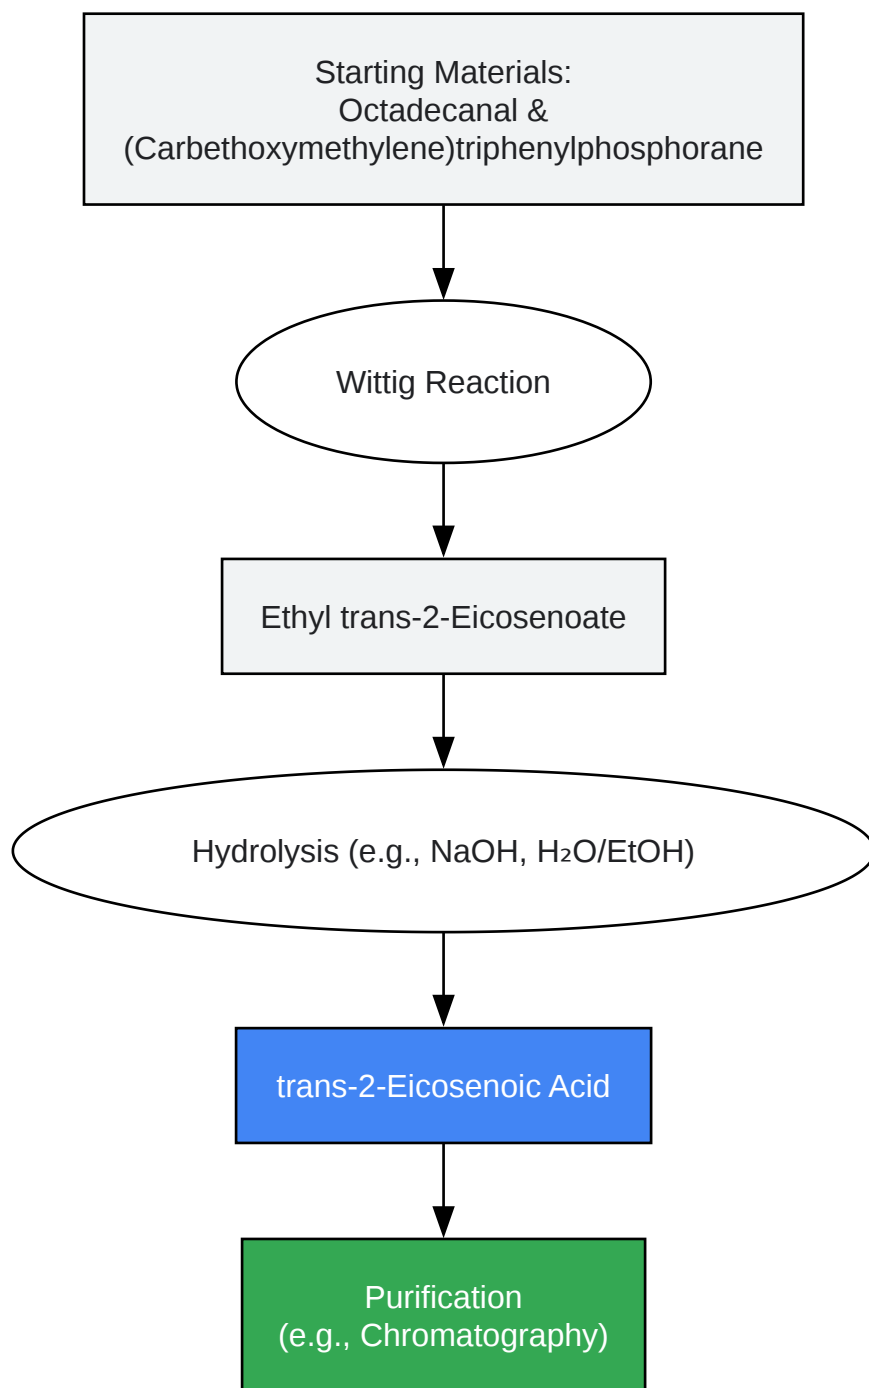 Starting Materials:
Octadecanal &
(Carbethoxymethylene)triphenylphosphorane
Wittig Reaction
Ethyl trans-2-Eicosenoate
Hydrolysis (e.g., NaOH, H₂O/EtOH)
trans-2-Eicosenoic Acid
Purification
(e.g., Chromatography)